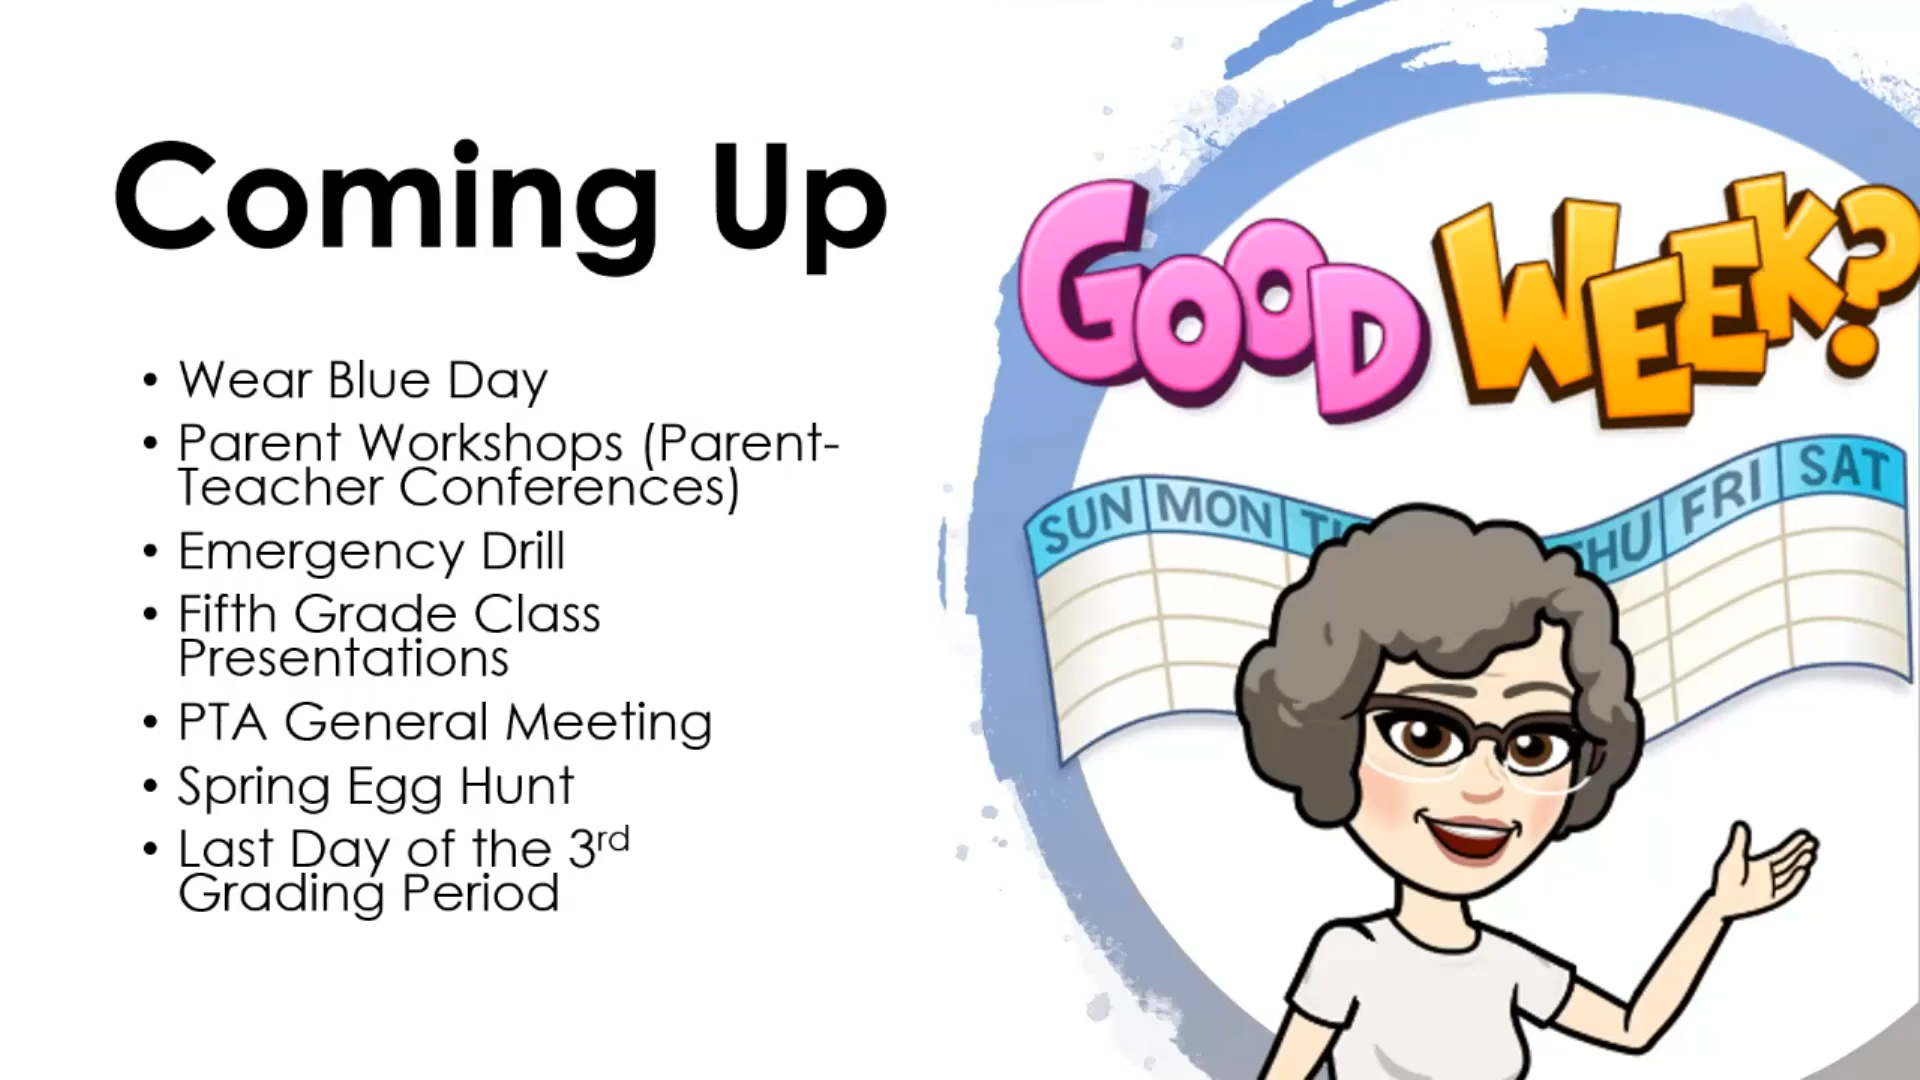 Coming Up
• Wear Blue Day
• Parent Workshops (Parent-
Teacher Conferences)
• Emergency Drill
• Fifth Grade Class
Presentations
• PTA General Meeting
• Spring Egg Hunt
• Last Day of the 3rd
Grading Period
GOOD WEEK?
SUN MON THU FRI SAT